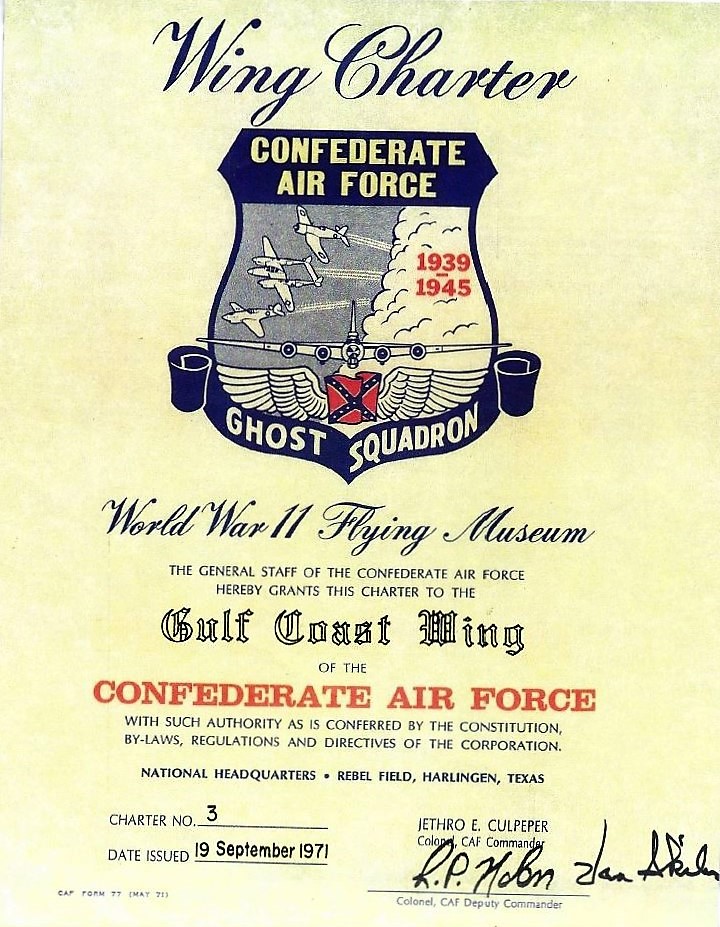 Wing Charter
CONFEDERATE
AIR FORCE
1939
1945
GHOST SQUADRON
World War II Flying Museum
THE GENERAL STAFF OF THE CONFEDERATE AIR FORCE
HEREBY GRANTS THIS CHARTER TO THE
Gulf Coast Wing
OF THE
CONFEDERATE AIR FORCE
WITH SUCH AUTHORITY AS IS CONFERRED BY THE CONSTITUTION,
BY-LAWS, REGULATIONS AND DIRECTIVES OF THE CORPORATION.
NATIONAL HEADQUARTERS • REBEL FIELD, HARLINGEN, TEXAS
CHARTER NO. 3
DATE ISSUED 19 September 1971
JETHRO E. CULPEPER
Colonel, CAF Commander
Colonel, CAF Deputy Commander
CAF FORM 77 (MAY 71)